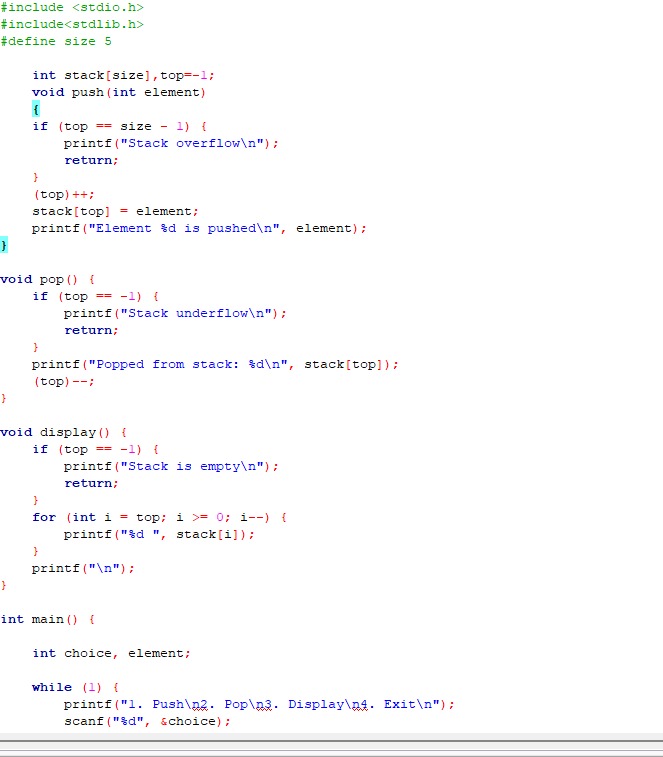 #include <stdio.h>
#include<stdlib.h>
#define size 5
int stack[size],top=-1;
void push(int element)
{
if (top == size - 1) {
printf("Stack overflow\n");
return;
}
(top)++;
stack[top] = element;
printf("Element %d is pushed\n", element);
}
void pop() {
if (top == -1) {
printf("Stack underflow\n");
return;
}
printf("Popped from stack: %d\n", stack[top]);
(top)--;
}
void display() {
if (top == -1) {
printf("Stack is empty\n");
return;
}
for (int i = top; i >= 0; i--) {
printf("%d ", stack[i]);
}
printf("\n");
}
int main() {
int choice, element;
while (1) {
printf("1. Push\n2. Pop\n3. Display\n4. Exit\n");
scanf("%d", &choice);